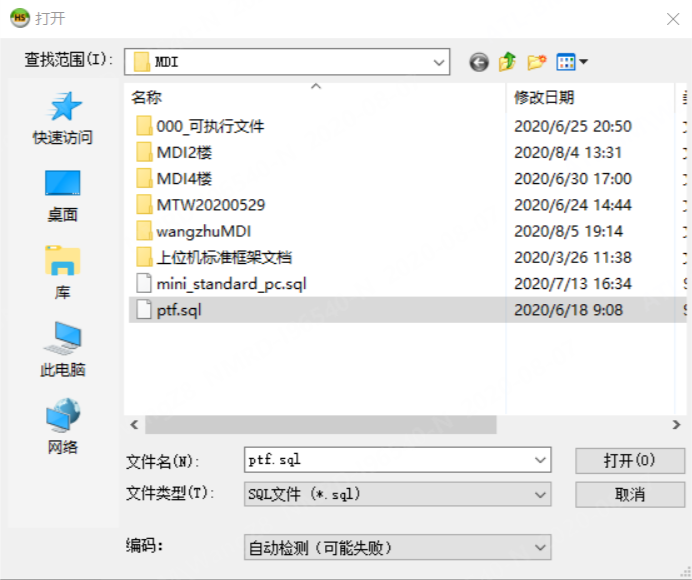 HS 打开
查找范围(I): MDI
名称 修改日期
000_可执行文件 2020/6/25 20:50
MDI2楼 2020/8/4 13:31
MDI4楼 2020/6/30 17:00
MTW20200529 2020/6/24 14:44
wangzhuMDI 2020/8/5 19:14
上位机标准框架文档 2020/3/26 11:38
mini_standard_pc.sql 2020/7/13 16:34
ptf.sql 2020/6/18 9:08
快速访问
桌面
库
此电脑
网络
文件名(N): ptf.sql 打开(O)
文件类型(T): SQL文件 (*.sql) 取消
编码: 自动检测（可能失败）